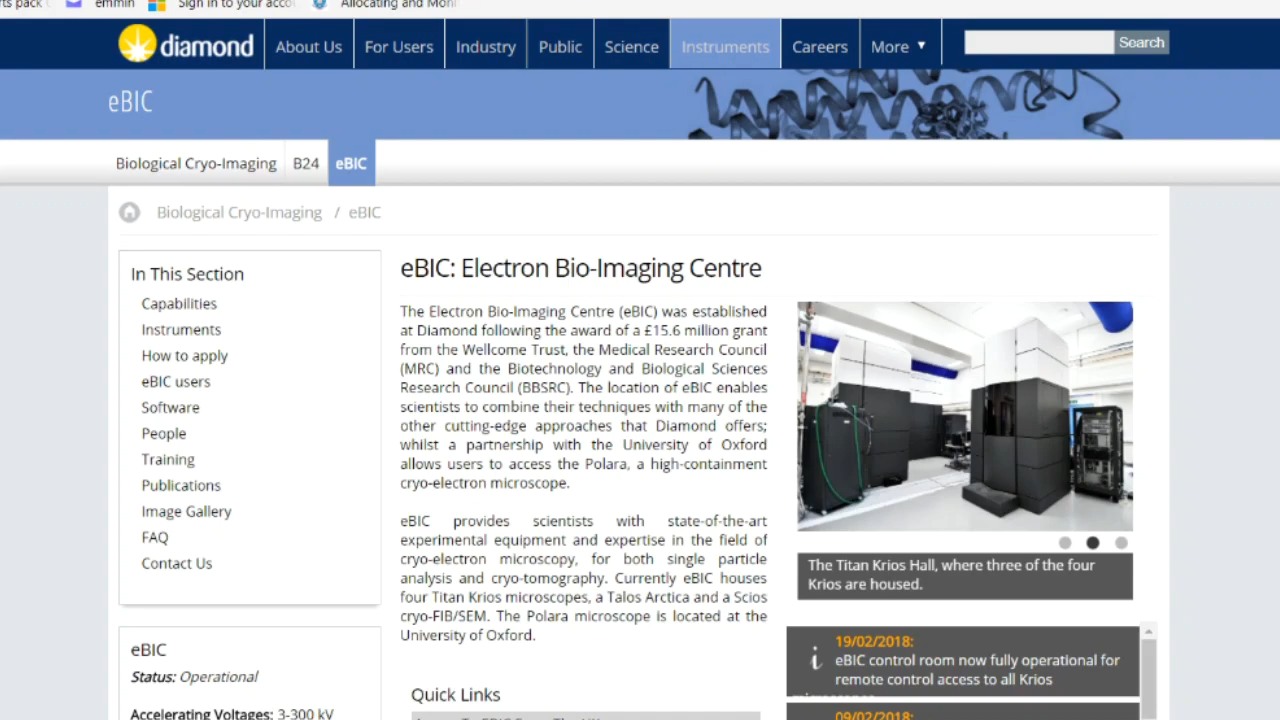 emmin
Sign in to your acco
Allocating and Moni
diamond
About Us
For Users
Industry
Public
Science
Instruments
Careers
More
Search
eBIC
Biological Cryo-Imaging
B24
eBIC
Biological Cryo-Imaging / eBIC
In This Section
Capabilities
Instruments
How to apply
eBIC users
Software
People
Training
Publications
Image Gallery
FAQ
Contact Us
eBIC
Status: Operational
Accelerating Voltages: 3-300 kV
eBIC: Electron Bio-Imaging Centre
The Electron Bio-Imaging Centre (eBIC) was established
at Diamond following the award of a £15.6 million grant
from the Wellcome Trust, the Medical Research Council
(MRC) and the Biotechnology and Biological Sciences
Research Council (BBSRC). The location of eBIC enables
scientists to combine their techniques with many of the
other cutting-edge approaches that Diamond offers;
whilst a partnership with the University of Oxford
allows users to access the Polara, a high-containment
cryo-electron microscope.
eBIC provides scientists with state-of-the-art
experimental equipment and expertise in the field of
cryo-electron microscopy, for both single particle
analysis and cryo-tomography. Currently eBIC houses
four Titan Krios microscopes, a Talos Arctica and a Scios
cryo-FIB/SEM. The Polara microscope is located at the
University of Oxford.
Quick Links
The Titan Krios Hall, where three of the four
Krios are housed.
19/02/2018:
eBIC control room now fully operational for
remote control access to all Krios
09/02/2018: